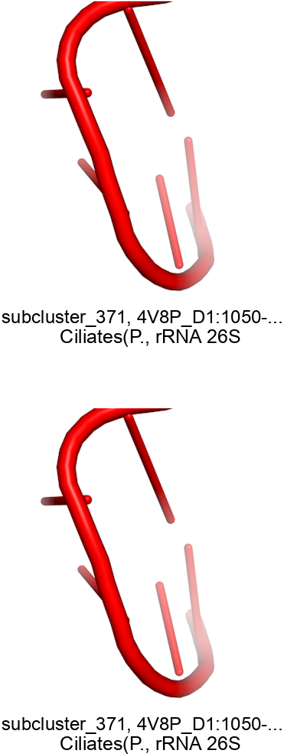 subcluster_371, 4V8P_D1:1050-...
Ciliates(P., rRNA 26S
subcluster_371, 4V8P_D1:1050-...
Ciliates(P., rRNA 26S